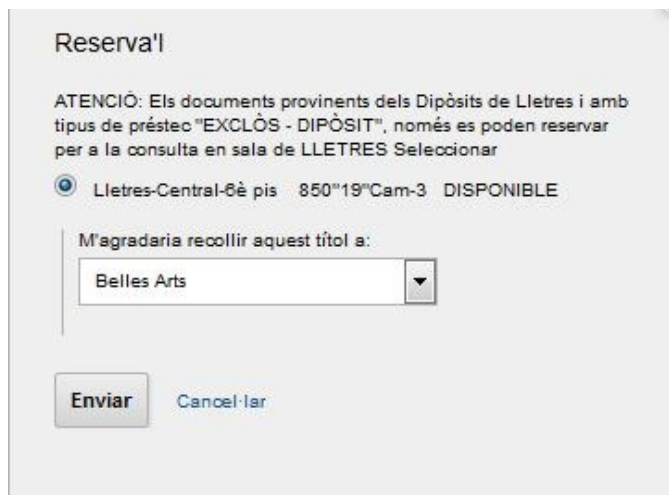 Reserva'l
ATENCIÓ: Els documents provinents dels Dipòsits de Lletres i amb
tipus de préstec "EXCLÒS - DIPÒSIT", només es poden reservar
per a la consulta en sala de LLETRES Seleccionar
Lletres-Central-6è pis 850"19"Cam-3 DISPONIBLE
M'agradaria recollir aquest títol a:
Belles Arts
Enviar Cancel·lar